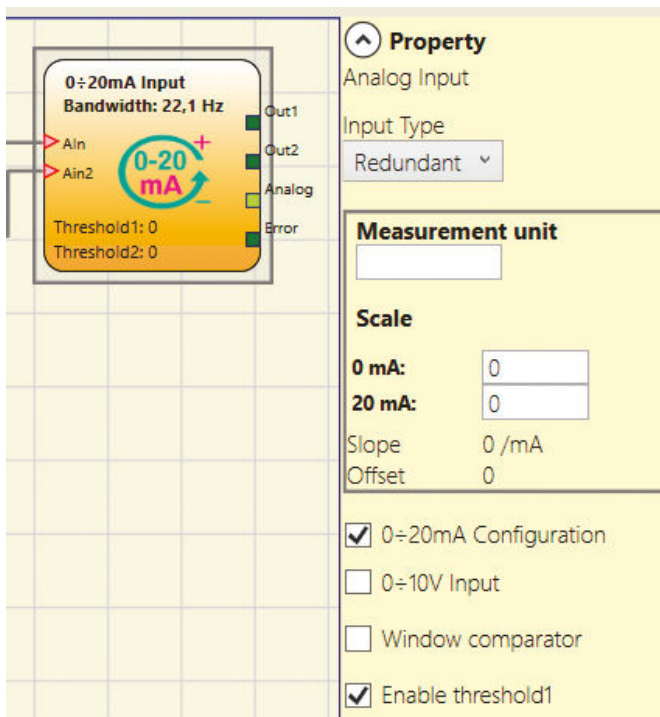 0÷20mA Input
Bandwidth: 22,1 Hz
AIn
Ain2
0-20
mA
+
−
Out1
Out2
Analog
Error
Threshold1: 0
Threshold2: 0
Property
Analog Input
Input Type
Redundant
Measurement unit
Scale
0 mA: 0
20 mA: 0
Slope 0 /mA
Offset 0
0÷20mA Configuration
0÷10V Input
Window comparator
Enable threshold1